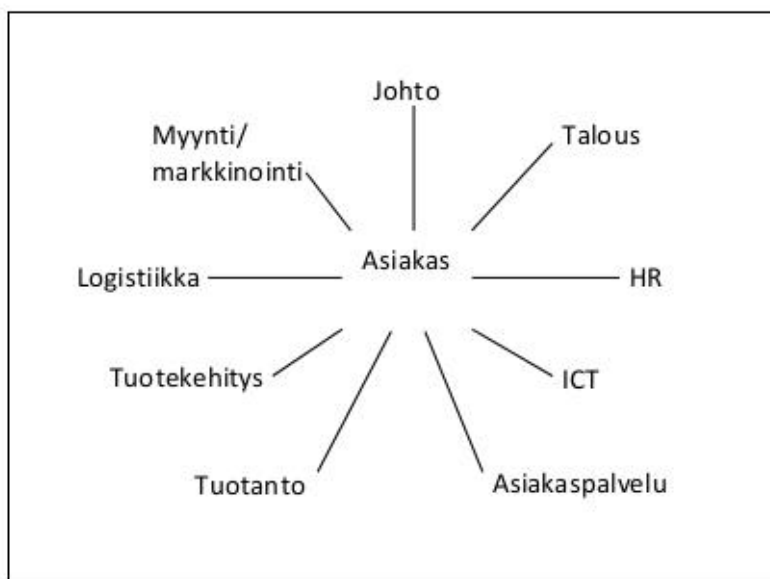 Johto
Myynti/
markkinointi
Talous
Asiakas
Logistiikka
HR
Tuotekehitys
ICT
Tuotanto
Asiakaspalvelu